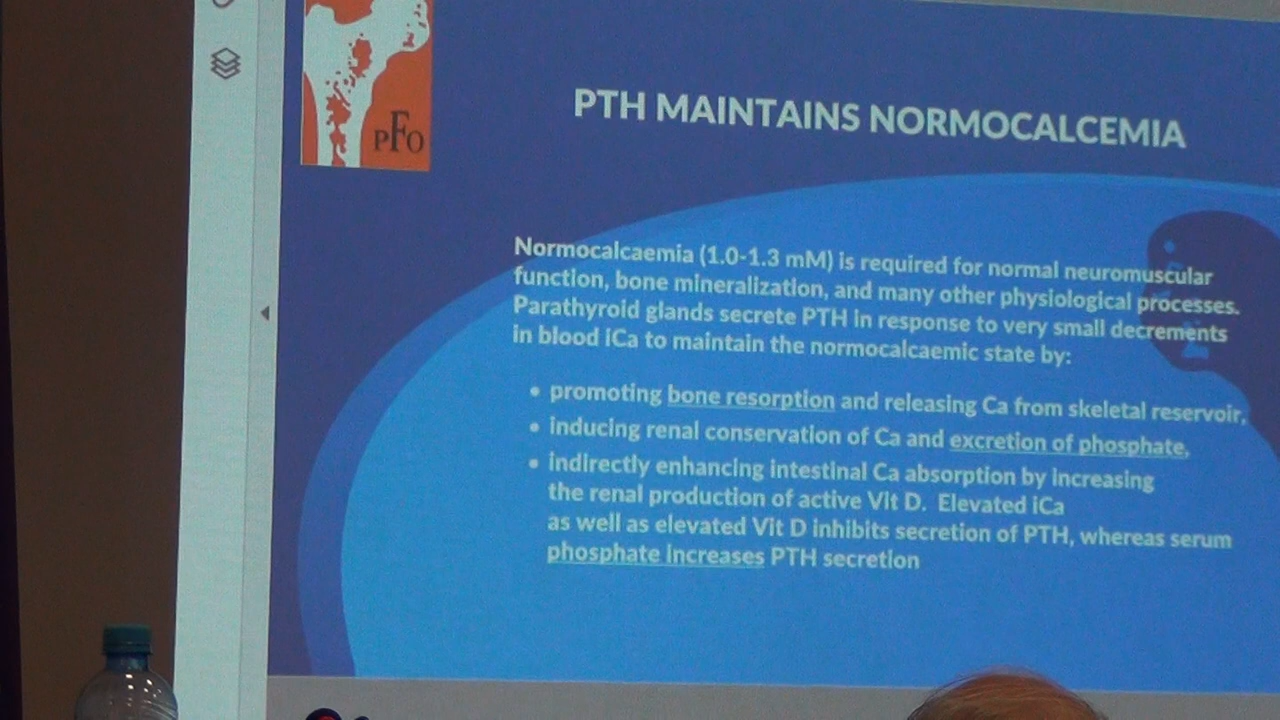 PFO
PTH MAINTAINS NORMOCALCEMIA
Normocalcaemia (1.0-1.3 mM) is required for normal neuromuscular
function, bone mineralization, and many other physiological processes.
Parathyroid glands secrete PTH in response to very small decrements
in blood iCa to maintain the normocalcaemic state by:
• promoting bone resorption and releasing Ca from skeletal reservoir,
• inducing renal conservation of Ca and excretion of phosphate,
• indirectly enhancing intestinal Ca absorption by increasing
the renal production of active Vit D. Elevated iCa
as well as elevated Vit D inhibits secretion of PTH, whereas serum
phosphate increases PTH secretion